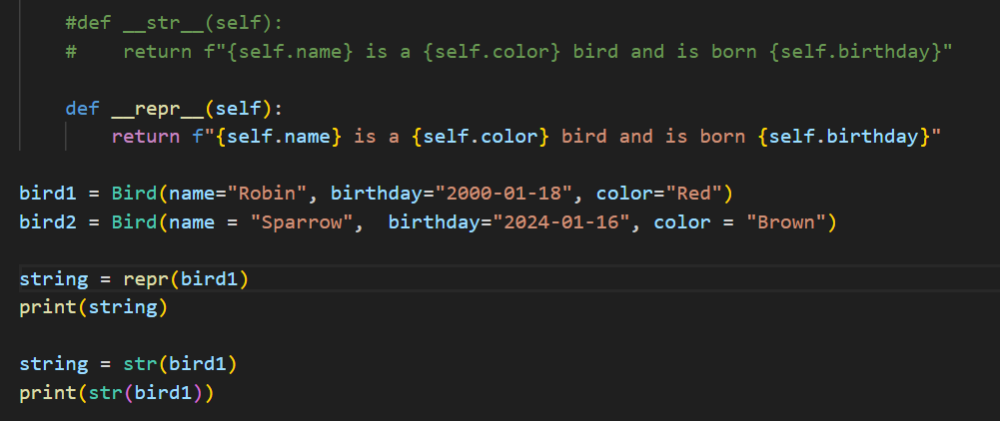 #def __str__(self):
#    return f"{self.name} is a {self.color} bird and is born {self.birthday}"
def __repr__(self):
return f"{self.name} is a {self.color} bird and is born {self.birthday}"
bird1 = Bird(name="Robin", birthday="2000-01-18", color="Red")
bird2 = Bird(name = "Sparrow",  birthday="2024-01-16", color = "Brown")
string = repr(bird1)
print(string)
string = str(bird1)
print(str(bird1))